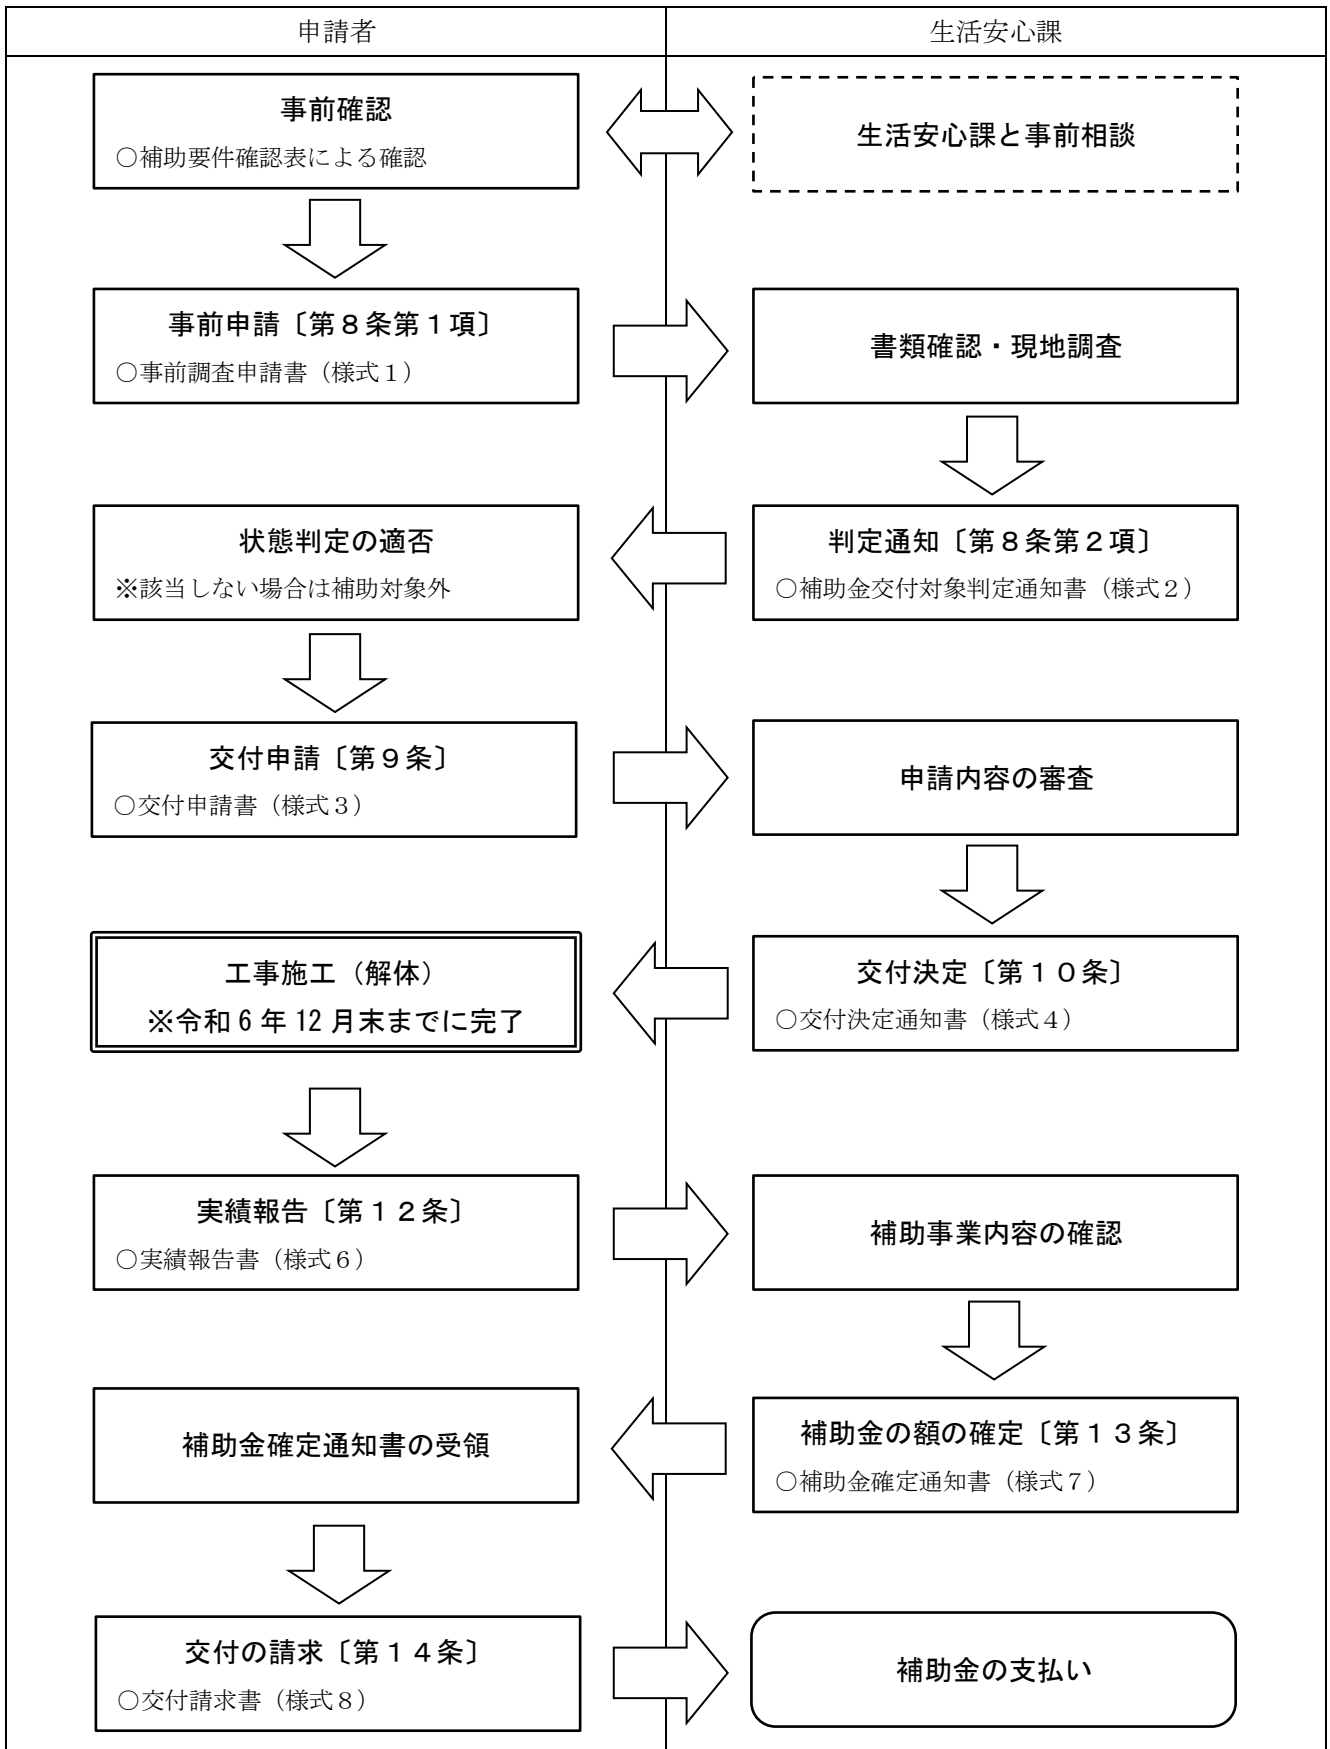 申請者
生活安心課
事前確認
○補助要件確認表による確認
生活安心課と事前相談
事前申請〔第８条第１項〕
○事前調査申請書（様式１）
書類確認・現地調査
状態判定の適否
※該当しない場合は補助対象外
判定通知〔第８条第２項〕
○補助金交付対象判定通知書（様式２）
交付申請〔第９条〕
○交付申請書（様式３）
申請内容の審査
工事施工（解体）
※令和 6 年 12 月末までに完了
交付決定〔第１０条〕
○交付決定通知書（様式４）
実績報告〔第１２条〕
○実績報告書（様式６）
補助事業内容の確認
補助金確定通知書の受領
補助金の額の確定〔第１３条〕
○補助金確定通知書（様式７）
交付の請求〔第１４条〕
○交付請求書（様式８）
補助金の支払い